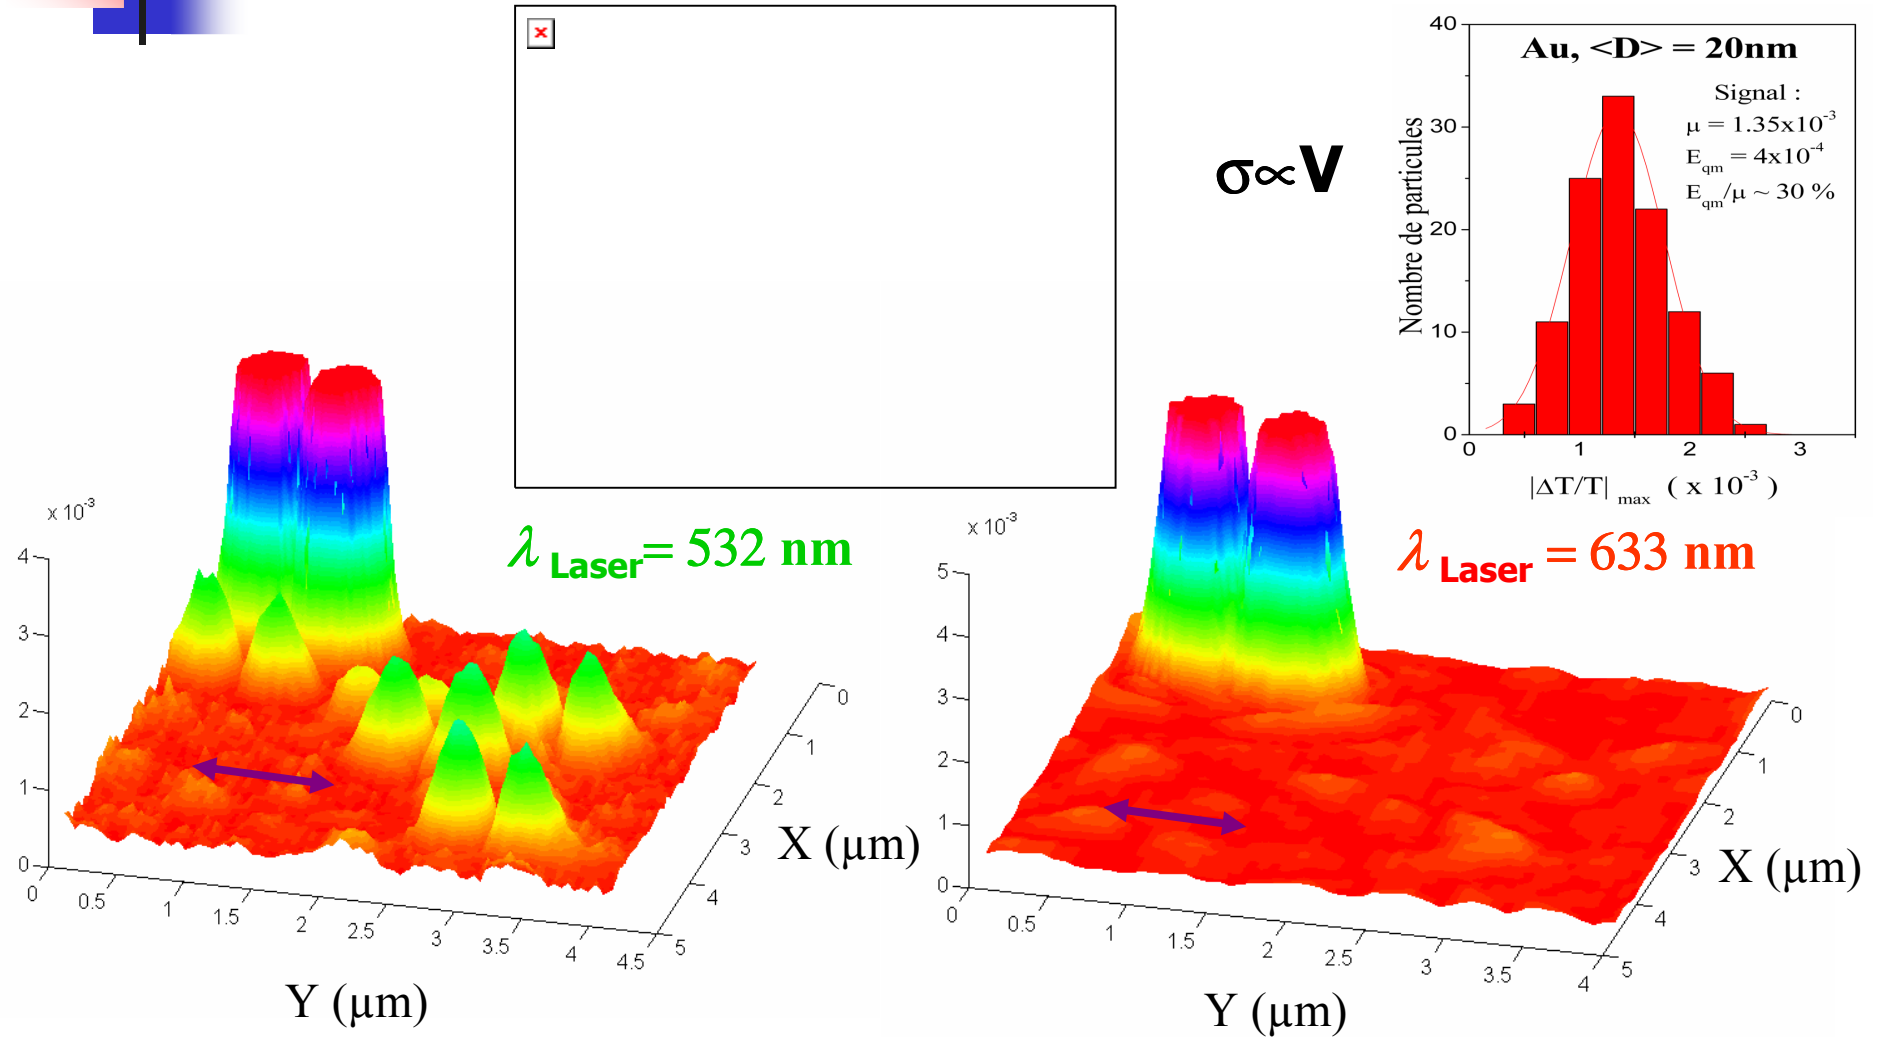 σ∝V
40
30
20
10
0
Nombre de particules
Au, <D> = 20nm
Signal :
μ = 1.35x10-3
Eqm = 4x10-4
Eqm/μ ~ 30 %
0 1 2 3
|ΔT/T| max ( x 10-3 )
λ Laser = 532 nm
x 10-3
4
3
2
1
0
0 0.5 1 1.5 2 2.5 3 3.5 4 4.5
Y (μm)
0
1
2
3
4
5
X (μm)
λ Laser = 633 nm
x 10-3
5
4
3
2
1
0
0 0.5 1 1.5 2 2.5 3 3.5 4
Y (μm)
0
1
2
3
4
5
X (μm)